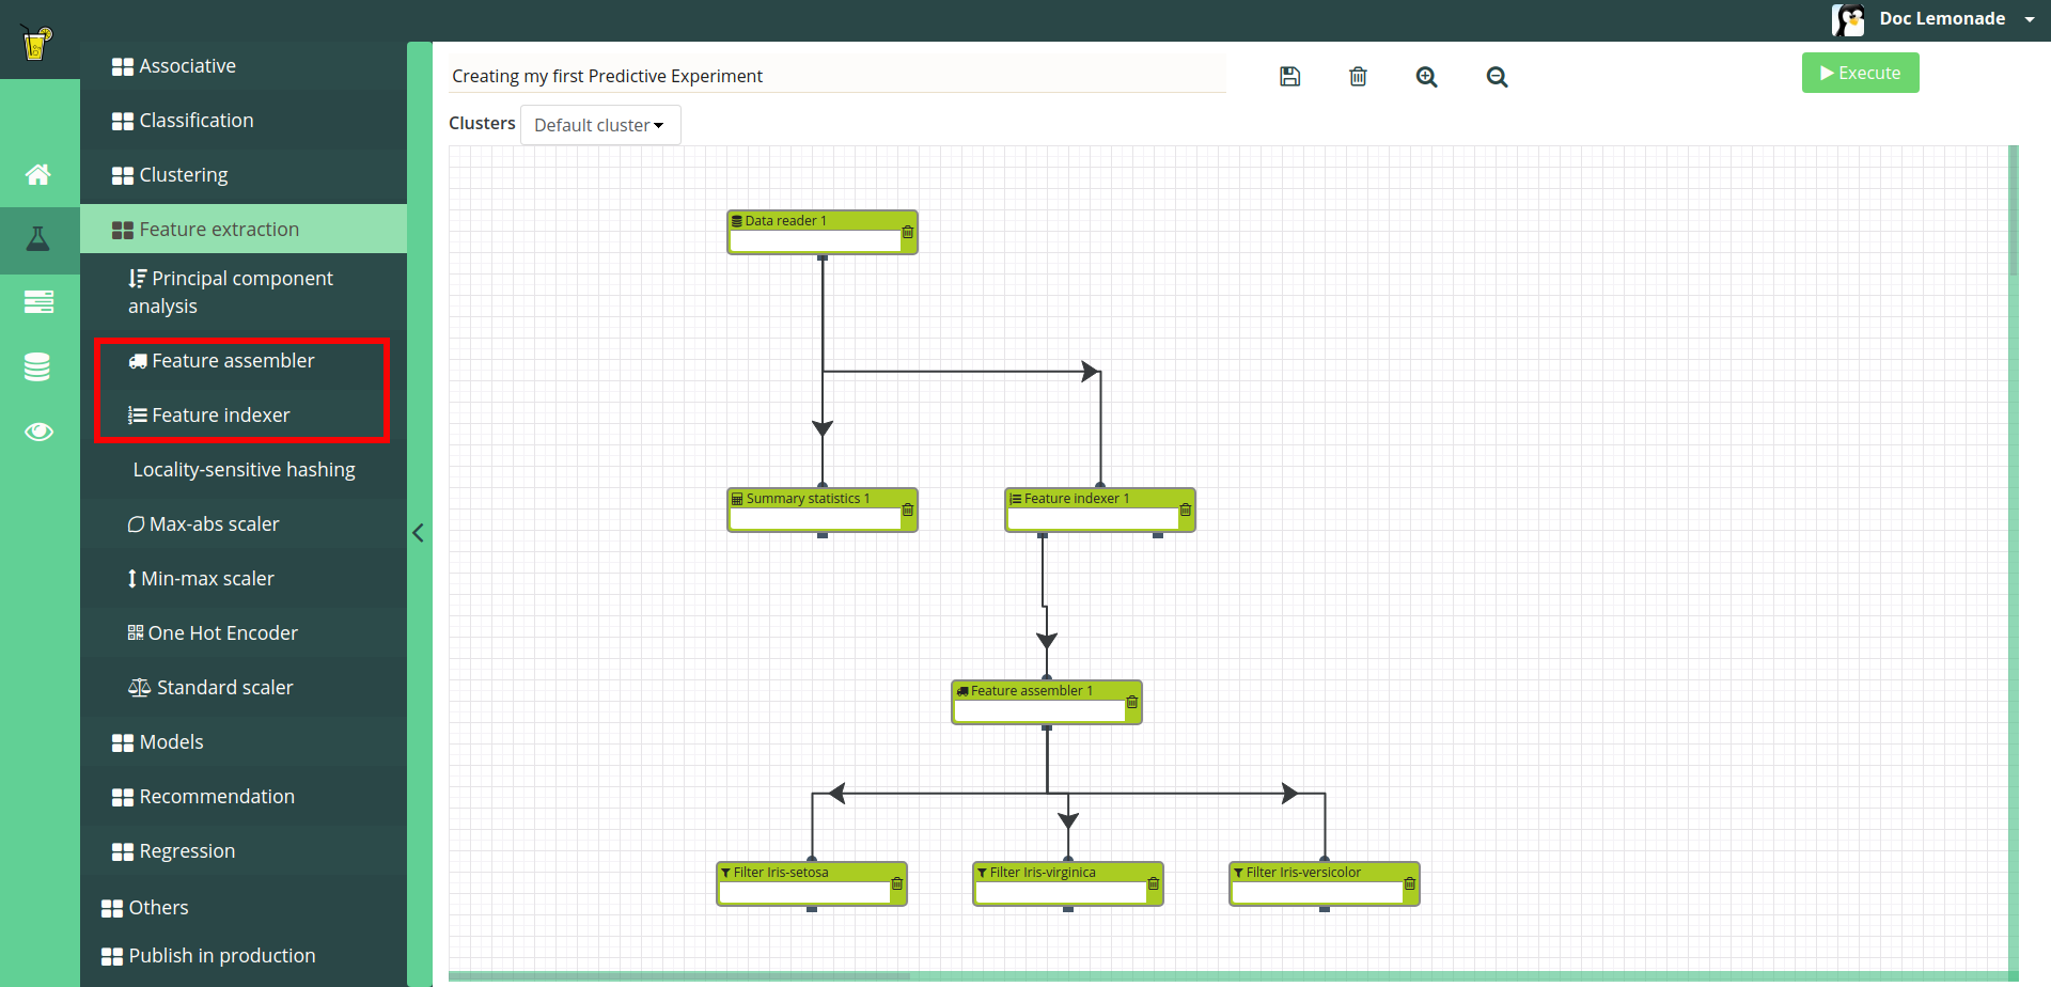 Doc Lemonade
Associative
Classification
Clustering
Feature extraction
Principal component
analysis
Feature assembler
Feature indexer
Locality-sensitive hashing
Max-abs scaler
Min-max scaler
One Hot Encoder
Standard scaler
Models
Recommendation
Regression
Others
Publish in production
Creating my first Predictive Experiment
Execute
Clusters Default cluster
Data reader 1
Summary statistics 1
Feature indexer 1
Feature assembler 1
Filter Iris-setosa
Filter Iris-virginica
Filter Iris-versicolor